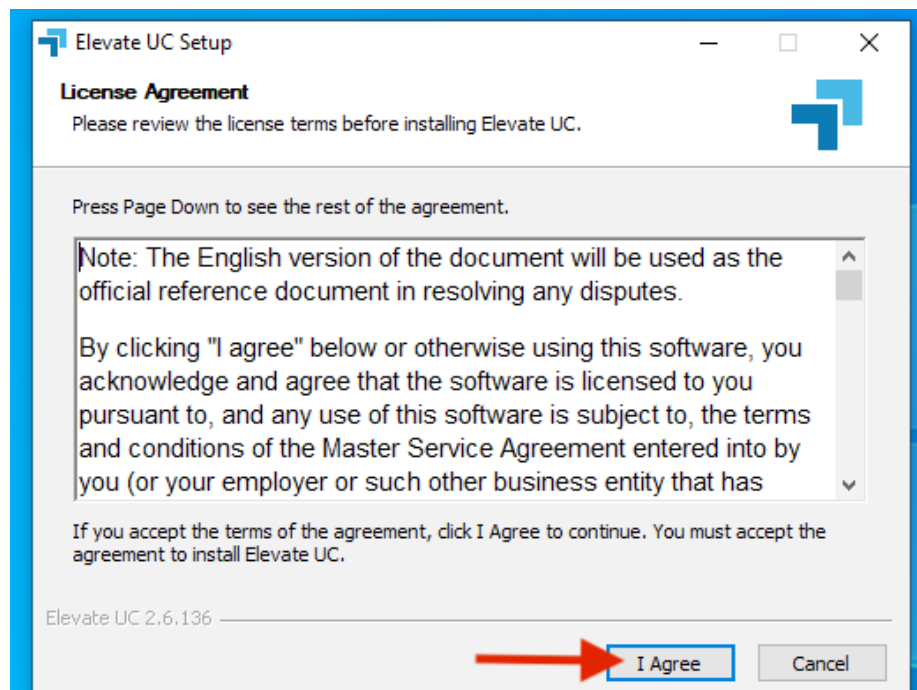 Elevate UC Setup
License Agreement
Please review the license terms before installing Elevate UC.
Press Page Down to see the rest of the agreement.
Note: The English version of the document will be used as the
official reference document in resolving any disputes.
By clicking "I agree" below or otherwise using this software, you
acknowledge and agree that the software is licensed to you
pursuant to, and any use of this software is subject to, the terms
and conditions of the Master Service Agreement entered into by
you (or your employer or such other business entity that has
If you accept the terms of the agreement, click I Agree to continue. You must accept the
agreement to install Elevate UC.
Elevate UC 2.6.136
I Agree
Cancel